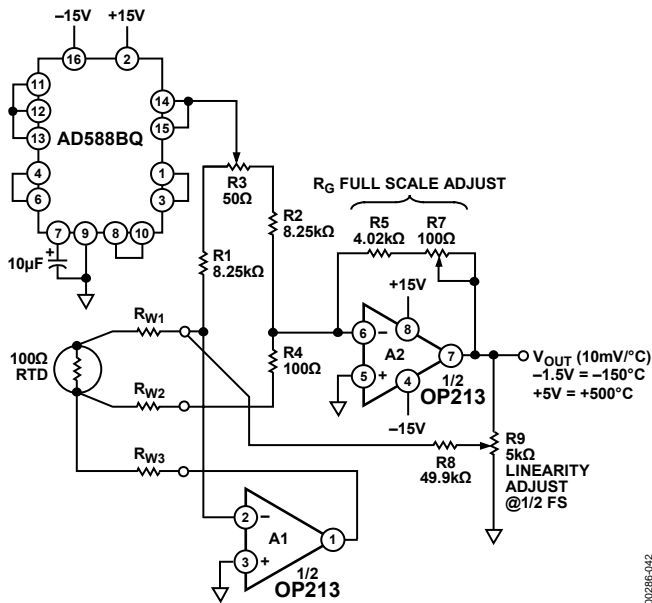 –15V +15V
16 2
11
12
13
4
6
14
15
1
3
AD588BQ
7 9 8 10
+
10µF
R3
50Ω
R1
8.25kΩ
R2
8.25kΩ
RG FULL SCALE ADJUST
R5
4.02kΩ
R7
100Ω
+15V
6 –
8
A2
7
5 +
4
1/2
OP213
–15V
VOUT (10mV/°C)
–1.5V = –150°C
+5V = +500°C
RW1
100Ω
RTD
R4
100Ω
RW2
RW3
R8
49.9kΩ
R9
5kΩ
LINEARITY
ADJUST
@1/2 FS
2 –
A1
1
3 +
1/2
OP213
00286-042